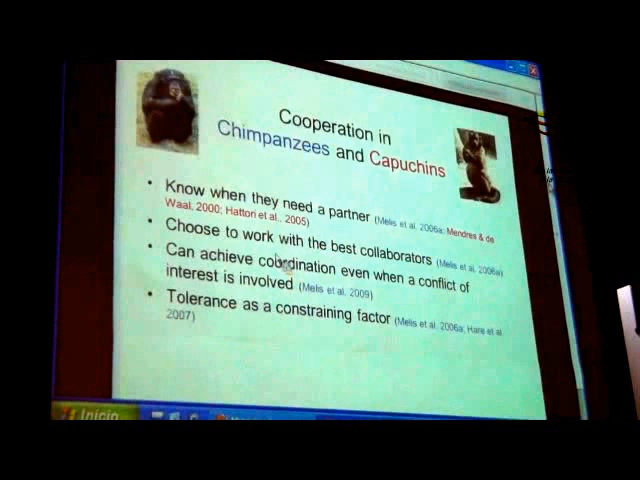 Cooperation in
Chimpanzees and Capuchins
• Know when they need a partner (Melis et al. 2006a; Mendres & de
Waal, 2000; Hattori et al., 2005)
• Choose to work with the best collaborators (Melis et al. 2006a)
• Can achieve coordination even when a conflict of
interest is involved (Melis et al. 2009)
• Tolerance as a constraining factor (Melis et al. 2006a, Hare et al.
2007)
Inicio